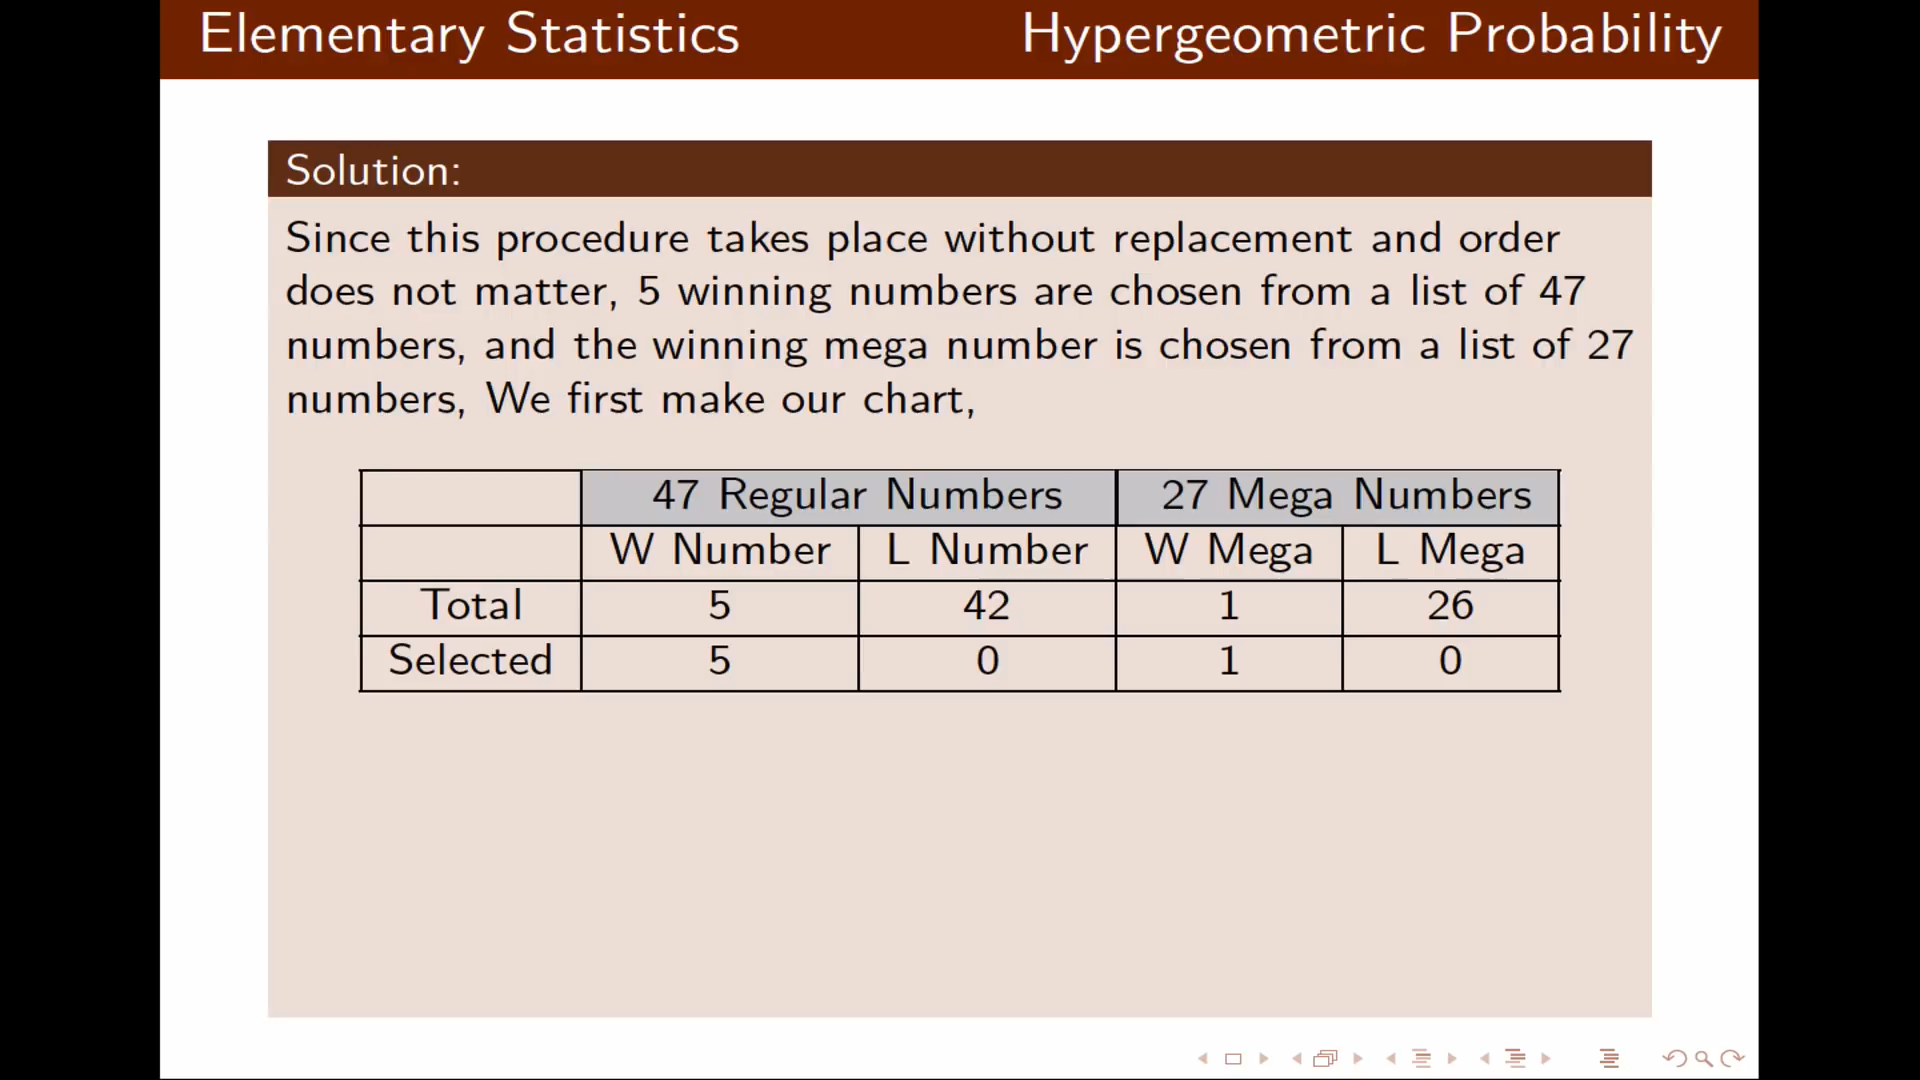 Elementary Statistics Hypergeometric Probability
Solution:
Since this procedure takes place without replacement and order
does not matter, 5 winning numbers are chosen from a list of 47
numbers, and the winning mega number is chosen from a list of 27
numbers, We first make our chart,
47 Regular Numbers 27 Mega Numbers
W Number L Number W Mega L Mega
Total 5 42 1 26
Selected 5 0 1 0